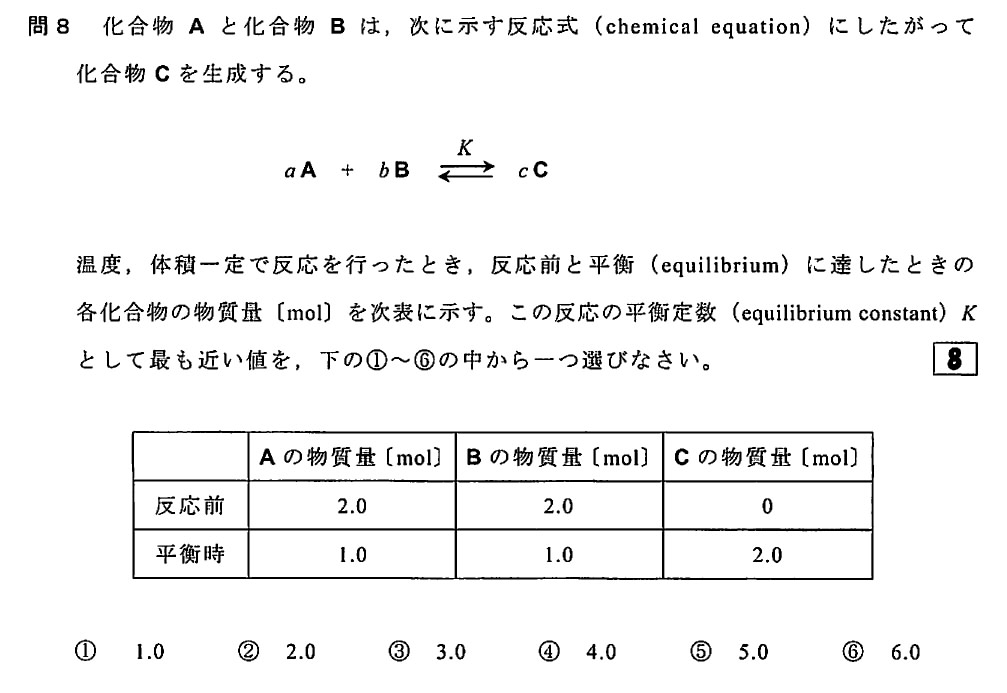 問８　化合物 A と化合物 B は，次に示す反応式（chemical equation）にしたがって
化合物 C を生成する。
K
a A + b B ⇄ c C
温度，体積一定で反応を行ったとき，反応前と平衡（equilibrium）に達したときの
各化合物の物質量〔mol〕を次表に示す。この反応の平衡定数（equilibrium constant）K
として最も近い値を，下の①～⑥の中から一つ選びなさい。
8
A の物質量〔mol〕 B の物質量〔mol〕 C の物質量〔mol〕
反応前 2.0 2.0 0
平衡時 1.0 1.0 2.0
① 1.0 ② 2.0 ③ 3.0 ④ 4.0 ⑤ 5.0 ⑥ 6.0